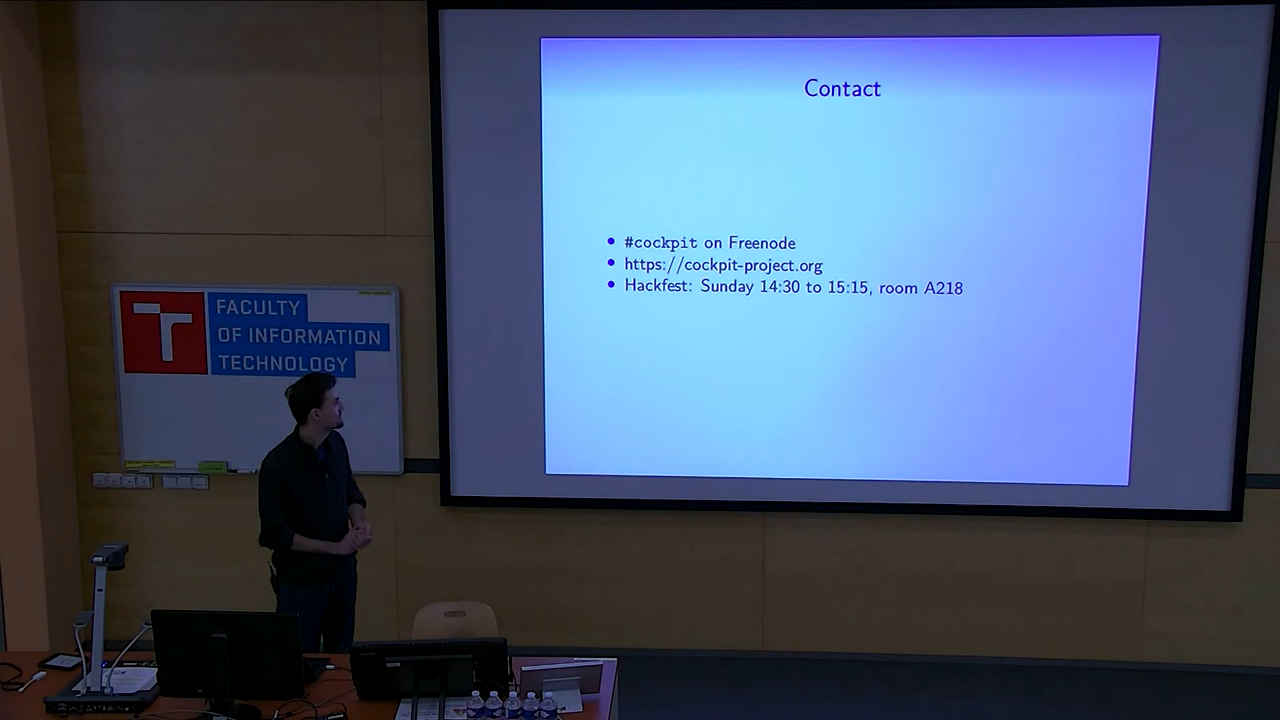 Contact
• #cockpit on Freenode
• https://cockpit-project.org
• Hackfest: Sunday 14:30 to 15:15, room A218
FACULTY
OF INFORMATION
TECHNOLOGY